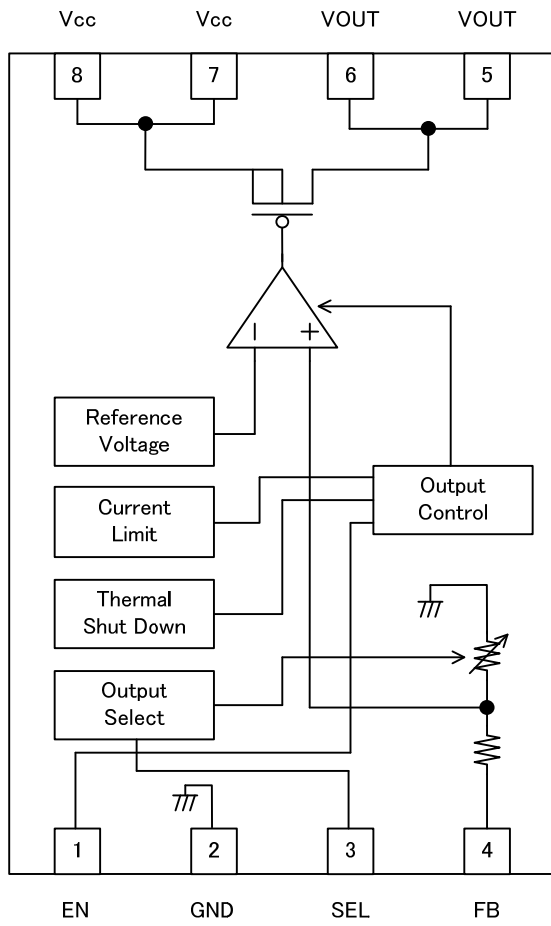 Vcc Vcc VOUT VOUT
8 7 6 5
− +
Reference
Voltage
Current
Limit
Output
Control
Thermal
Shut Down
Output
Select
1 2 3 4
EN GND SEL FB